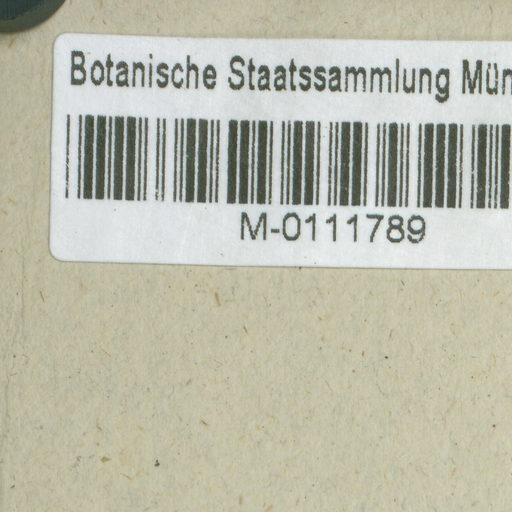 Botanische Staatssammlung Mün
M-0111789